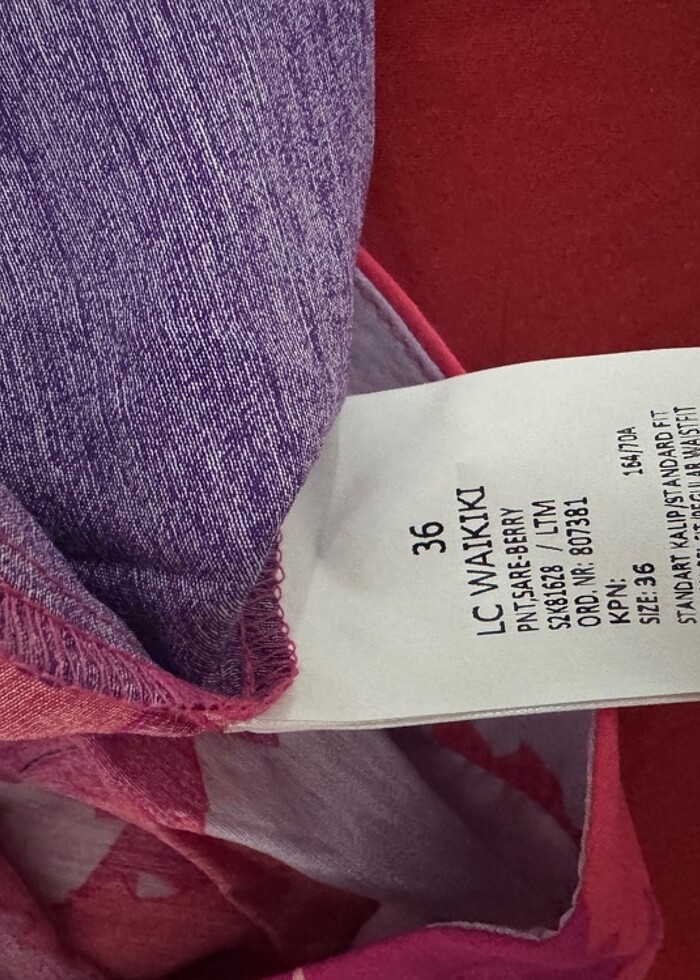 36
LC WAIKIKI
PNT,SARE-BERRY
S2K81628 / LTM
ORD. NR: 807381
KPN:
SIZE: 36 164/70A
STANDART KALIP/STANDARD FIT
WAISTFIT